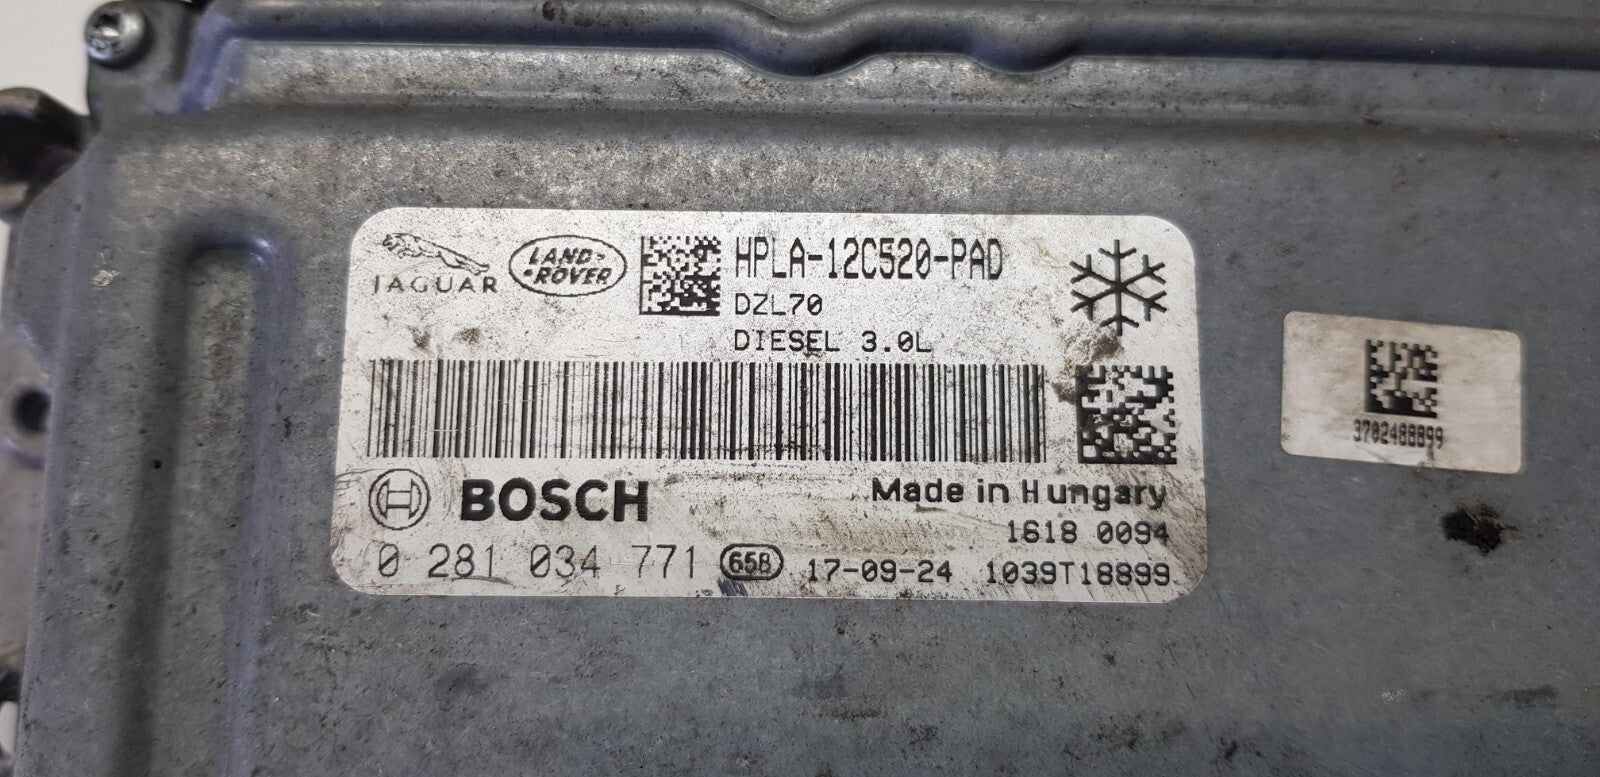 JAGUAR
LAND-
-ROVER
HPLA-12C520-PAD
DZL70
DIESEL 3.0L
BOSCH
Made in Hungary
1618 0094
0 281 034 771 65B 17-09-24 1039T18899
3702488899